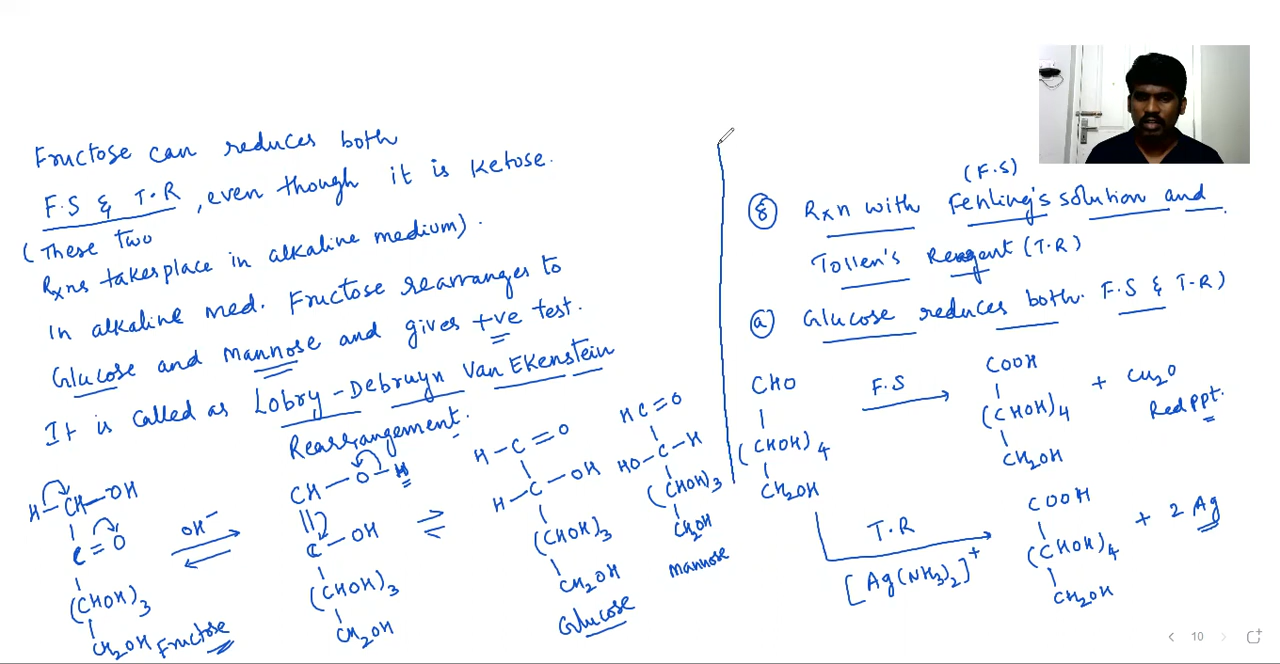 Fructose can reduces both
F.S & T.R, even though it is ketose.
(These two
Rxns takesplace in alkaline medium).
In alkaline med. Fructose rearranges to
Glucose and mannose and gives +ve test.
It is called as Lobry-Debruyn Van EKenstein
Rearrangement.
H-CH-OH
C=O
(CHOH)3
CH2OH
Fructose
OH-
CH-O-H
C-OH
(CHOH)3
CH2OH
H-C=O
H-C-OH
(CHOH)3
CH2OH
Glucose
HC=O
HO-C-H
(CHOH)3
CH2OH
Mannose
(F.S)
8 Rxn with Fehling's solution and
Tollen's Reagent (T.R)
a Glucose reduces both. F.S & T.R)
CHO
(CHOH)4
CH2OH
F.S
COOH
(CHOH)4 + Cu2O
CH2OH
Red ppt.
T.R
[Ag(NH3)2]+
COOH
(CHOH)4 + 2 Ag
CH2OH
10